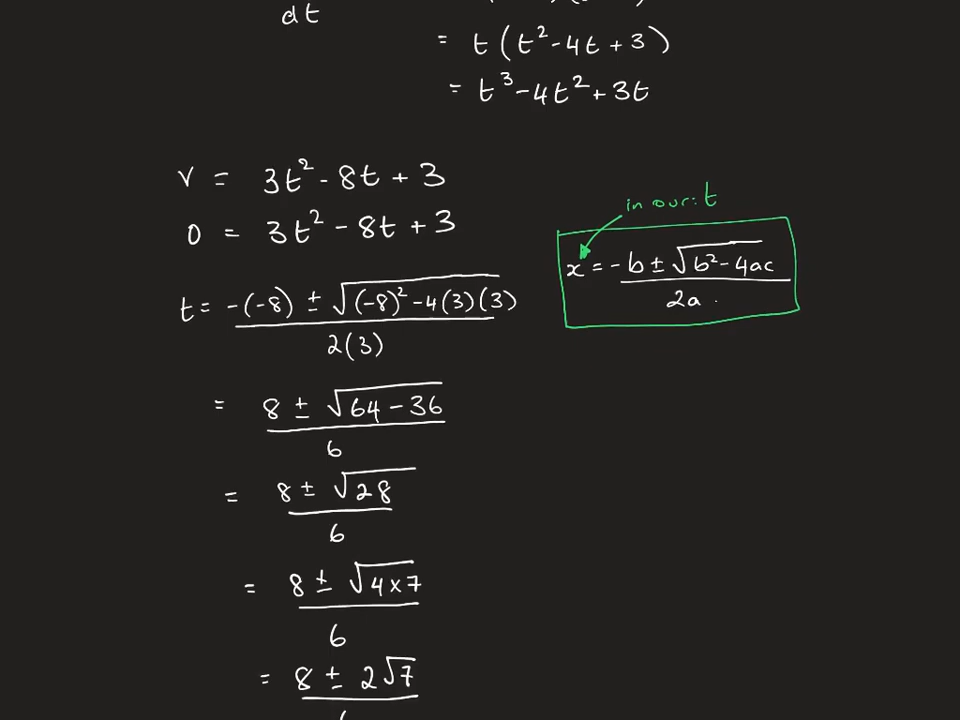 dt
= t(t² - 4t + 3)
= t³ - 4t² + 3t
v = 3t² - 8t + 3
0 = 3t² - 8t + 3
in our: t
x = -b ± √(b² - 4ac)
2a
t = -(-8) ± √((-8)² - 4(3)(3))
2(3)
= 8 ± √(64 - 36)
6
= 8 ± √28
6
= 8 ± √(4×7)
6
= 8 ± 2√7